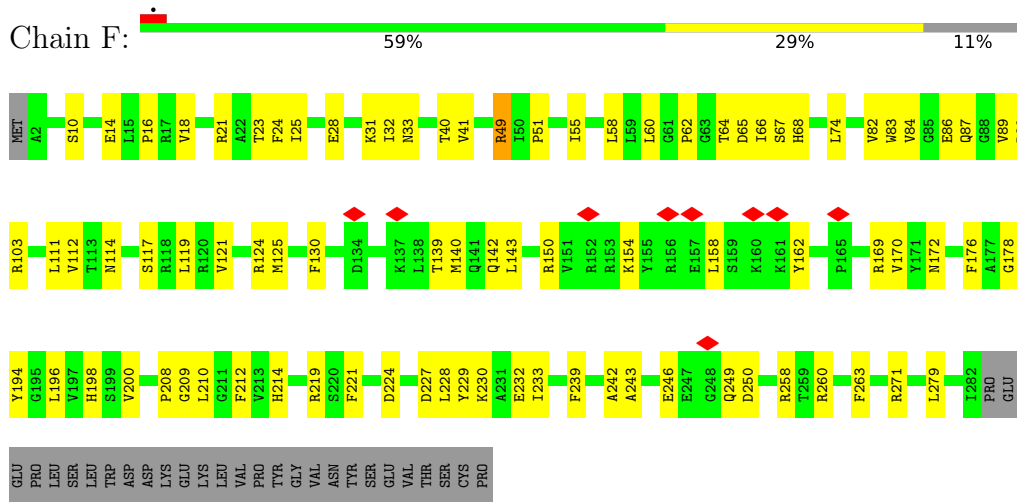 Chain F:
59% 29% 11%
MET A2 S10 E14 L15 P16 R17 V18 R21 A22 T23 F24 I25 E28 K31 I32 N33 T40 V41 R49 I50 P51 I55 L58 L59 L60 G61 P62 G63 T64 D65 I66 S67 H68 L74 V82 W83 V84 G85 E86 Q87 G88 V89
R103 L111 V112 T113 N114 S117 R118 L119 R120 V121 R124 M125 F130 D134 K137 L138 T139 M140 Q141 Q142 L143 R150 V151 R152 R153 K154 Y155 R156 E157 L158 S159 K160 K161 Y162 P165 R169 V170 Y171 N172 F176 A177 G178
Y194 G195 L196 V197 H198 S199 V200 P208 G209 L210 G211 F212 V213 H214 R219 S220 F221 D224 D227 L228 Y229 K230 A231 E232 I233 F239 A242 A243 E246 E247 G248 Q249 D250 R258 T259 R260 F263 R271 L279 I282 PRO GLU
GLU PRO LEU SER LEU TRP ASP ASP LYS GLU LYS LEU VAL PRO TYR GLY VAL ASN TYR SER GLU VAL THR SER CYS PRO